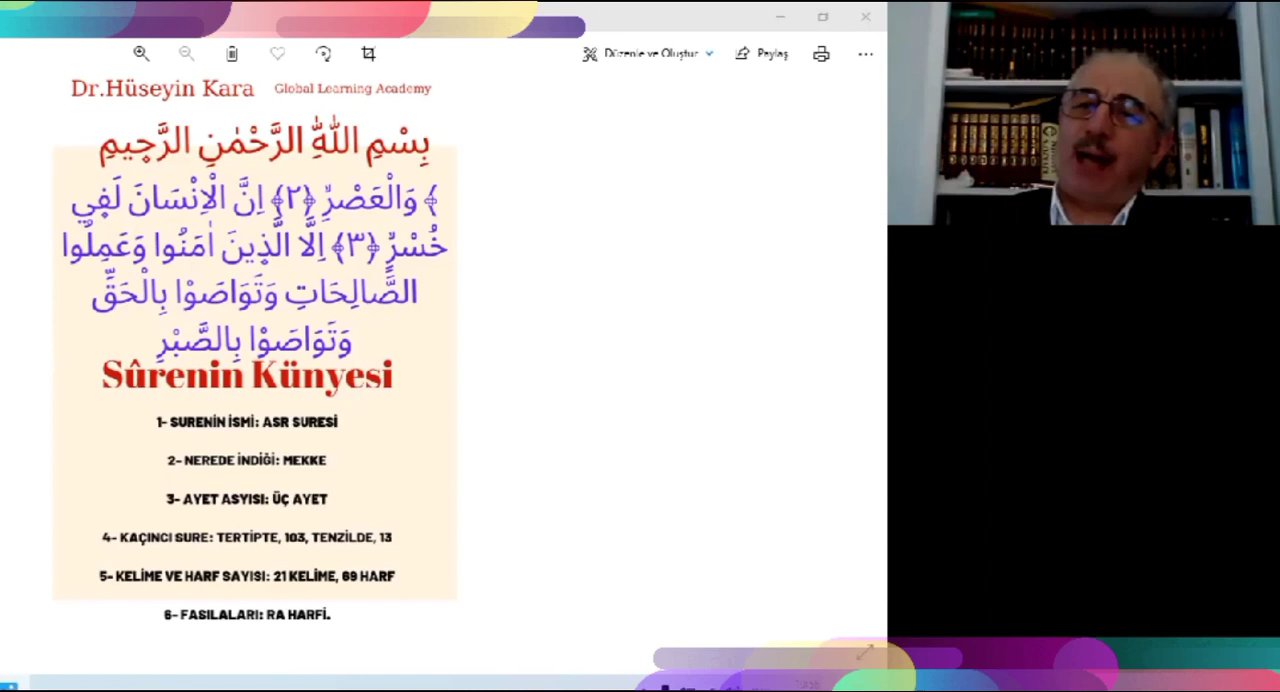 Düzenle ve Oluştur
Paylaş
Dr.Hüseyin Kara Global Learning Academy
بِسْمِ اللّٰهِ الرَّحْمٰنِ الرَّح۪يمِ
﴾ وَالْعَصْرِۙ ﴿٢﴾ اِنَّ الْاِنْسَانَ لَف۪ي
خُسْرٍۙ ﴿٣﴾ اِلَّا الَّذ۪ينَ اٰمَنُوا وَعَمِلُوا
الصَّالِحَاتِ وَتَوَاصَوْا بِالْحَقِّ
وَتَوَاصَوْا بِالصَّبْرِ
Sûrenin Künyesi
1- SURENİN İSMİ: ASR SURESİ
2- NEREDE İNDİĞİ: MEKKE
3- AYET ASYISI: ÜÇ AYET
4- KAÇINCI SURE: TERTİPTE, 103, TENZİLDE, 13
5- KELİME VE HARF SAYISI: 21 KELİME, 69 HARF
6- FASILALARI: RA HARFİ.